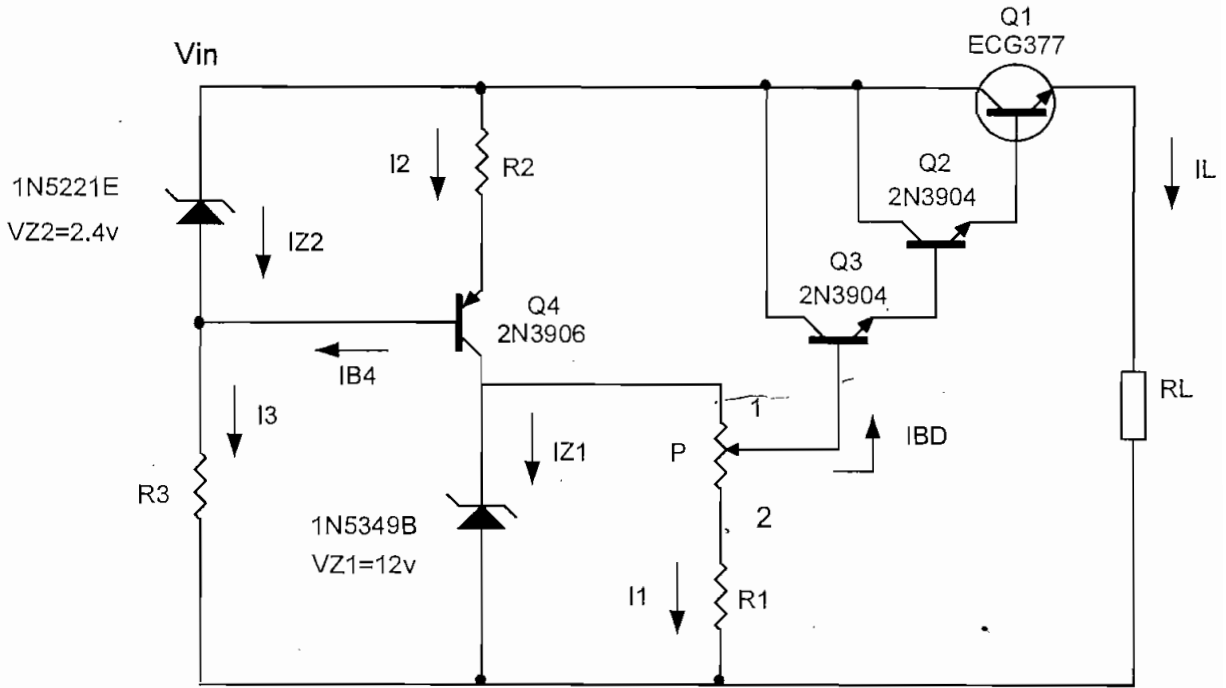 Q1
ECG377
Vin
I2
R2
Q2
2N3904
IL
1N5221E
VZ2=2.4v
IZ2
Q3
2N3904
Q4
2N3906
IB4
I3
1
P
IBD
RL
IZ1
R3
1N5349B
VZ1=12v
2
I1
R1